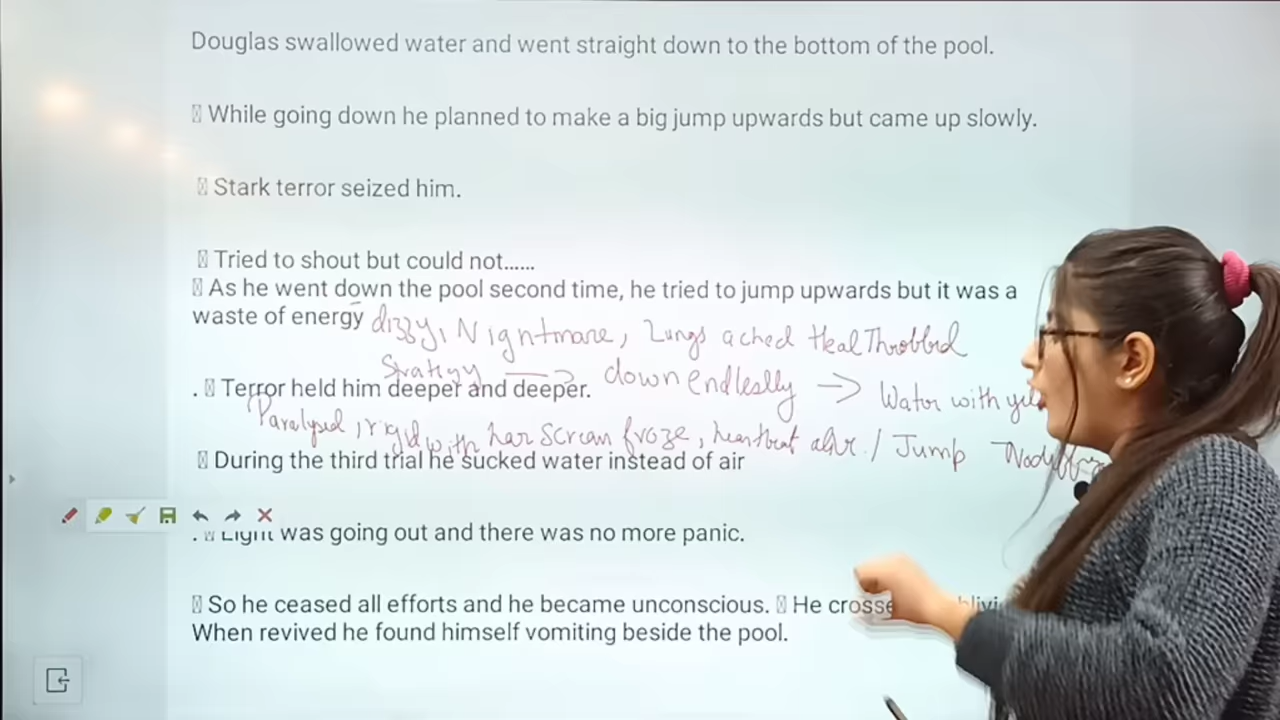 Douglas swallowed water and went straight down to the bottom of the pool.
While going down he planned to make a big jump upwards but came up slowly.
Stark terror seized him.
Tried to shout but could not......
As he went down the pool second time, he tried to jump upwards but it was a
waste of energy dizzy, Nightmare, Lungs ached Throbbed
Strategy → down endlessly → Water with
. Terror held him deeper and deeper.
Paralysed, rigid with scream froze, heartbeat / Jump
During the third trial he sucked water instead of air
. Light was going out and there was no more panic.
So he ceased all efforts and he became unconscious. He
When revived he found himself vomiting beside the pool.